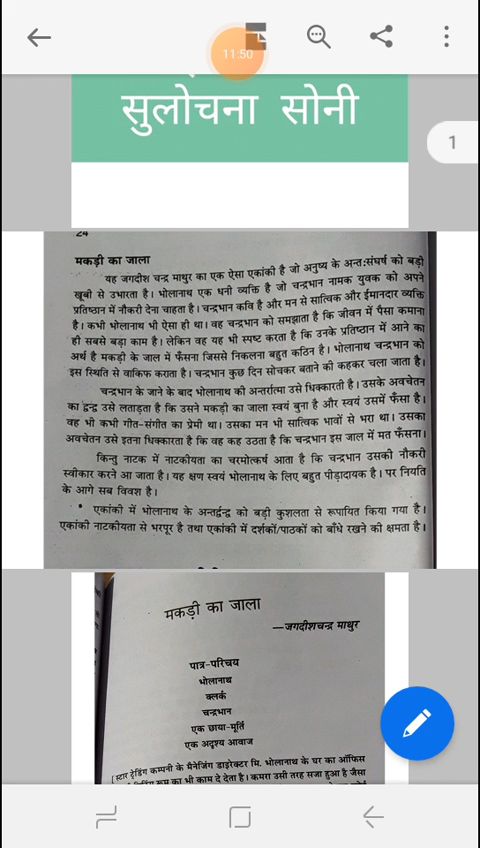 11:50
सुलोचना सोनी
1
24
मकड़ी का जाला
यह जगदीश चन्द्र माथुर का एक ऐसा एकांकी है जो अनुष्य के अन्त:संघर्ष को बड़ी
खूबी से उभारता है। भोलानाथ एक धनी व्यक्ति है जो चन्द्रभान नामक युवक को अपने
प्रतिष्ठान में नौकरी देना चाहता है। चन्द्रभान कवि है और मन से सात्विक और ईमानदार व्यक्ति
है। कभी भोलानाथ भी ऐसा ही था। वह चन्द्रभान को समझाता है कि जीवन में पैसा कमाना
ही सबसे बड़ा काम है। लेकिन वह यह भी स्पष्ट करता है कि उनके प्रतिष्ठान में आने का
अर्थ है मकड़ी के जाल में फँसना जिससे निकलना बहुत कठिन है। भोलानाथ चन्द्रभान को
इस स्थिति से वाकिफ कराता है। चन्द्रभान कुछ दिन सोचकर बताने की कहकर चला जाता है।
चन्द्रभान के जाने के बाद भोलानाथ की अन्तर्रात्मा उसे धिक्कारती है। उसके अवचेतन
का द्वन्द्व उसे लताड़ता है कि उसने मकड़ी का जाला स्वयं बुना है और स्वयं उसमें फँसा है।
वह भी कभी गीत-संगीत का प्रेमी था। उसका मन भी सात्विक भावों से भरा था। उसका
अवचेतन उसे इतना धिक्कारता है कि वह कह उठता है कि चन्द्रभान इस जाल में मत फँसना।
किन्तु नाटक में नाटकीयता का चरमोत्कर्ष आता है कि चन्द्रभान उसकी नौकरी
स्वीकार करने आ जाता है। यह क्षण स्वयं भोलानाथ के लिए बहुत पीड़ादायक है। पर नियति
के आगे सब विवश है।
• एकांकी में भोलानाथ के अन्तर्द्वन्द्व को बड़ी कुशलता से रूपायित किया गया है।
एकांकी नाटकीयता से भरपूर है तथा एकांकी में दर्शकों/पाठकों को बाँधे रखने की क्षमता है।
मकड़ी का जाला
—जगदीशचन्द्र माथुर
पात्र-परिचय
भोलानाथ
क्लर्क
चन्द्रभान
एक छाया-मूर्ति
एक अदृश्य आवाज
[स्टार ट्रेडिंग कम्पनी के मैनेजिंग डाइरेक्टर मि. भोलानाथ के घर का ऑफिस
रूम का भी काम दे देता है। कमरा उसी तरह सजा हुआ है जैसा